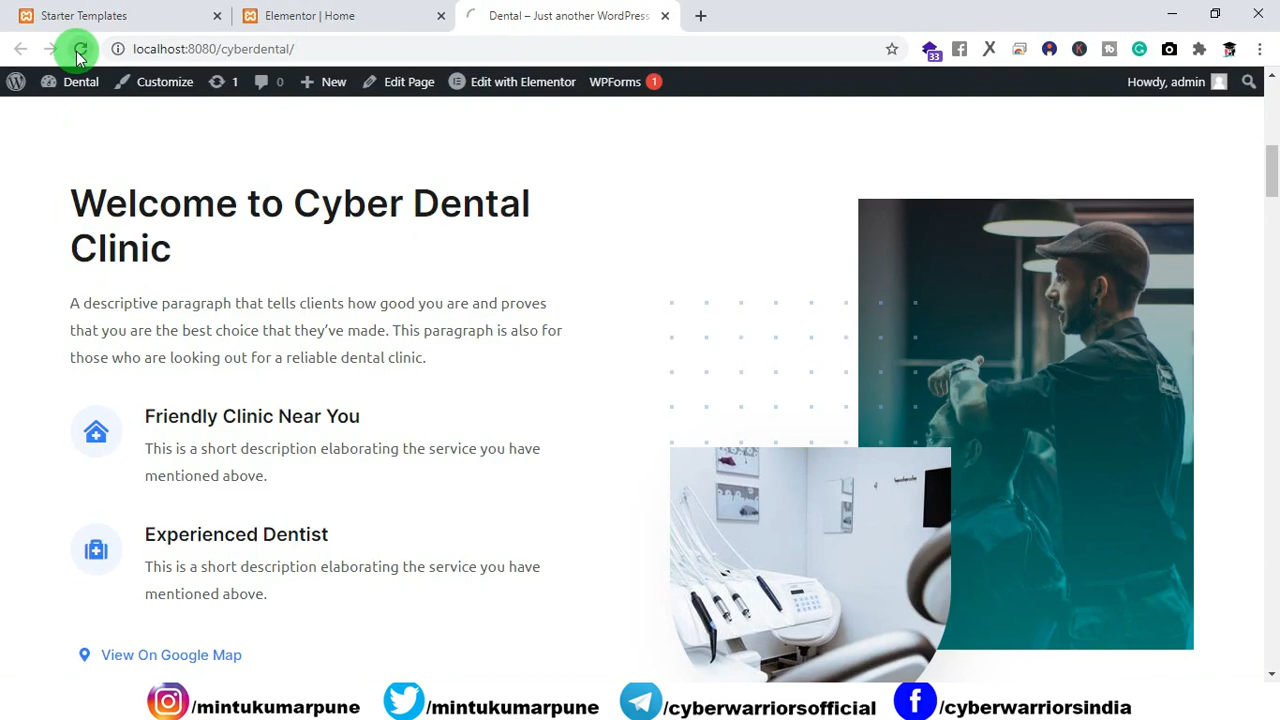 Starter Templates
Elementor | Home
Dental – Just another WordPress
localhost:8080/cyberdental/
33
Dental
Customize
1
0
New
Edit Page
Edit with Elementor
WPForms 1
Howdy, admin
Welcome to Cyber Dental
Clinic
A descriptive paragraph that tells clients how good you are and proves
that you are the best choice that they've made. This paragraph is also for
those who are looking out for a reliable dental clinic.
Friendly Clinic Near You
This is a short description elaborating the service you have
mentioned above.
Experienced Dentist
This is a short description elaborating the service you have
mentioned above.
View On Google Map
/mintukumarpune
/mintukumarpune
/cyberwarriorsofficial
/cyberwarriorsindia